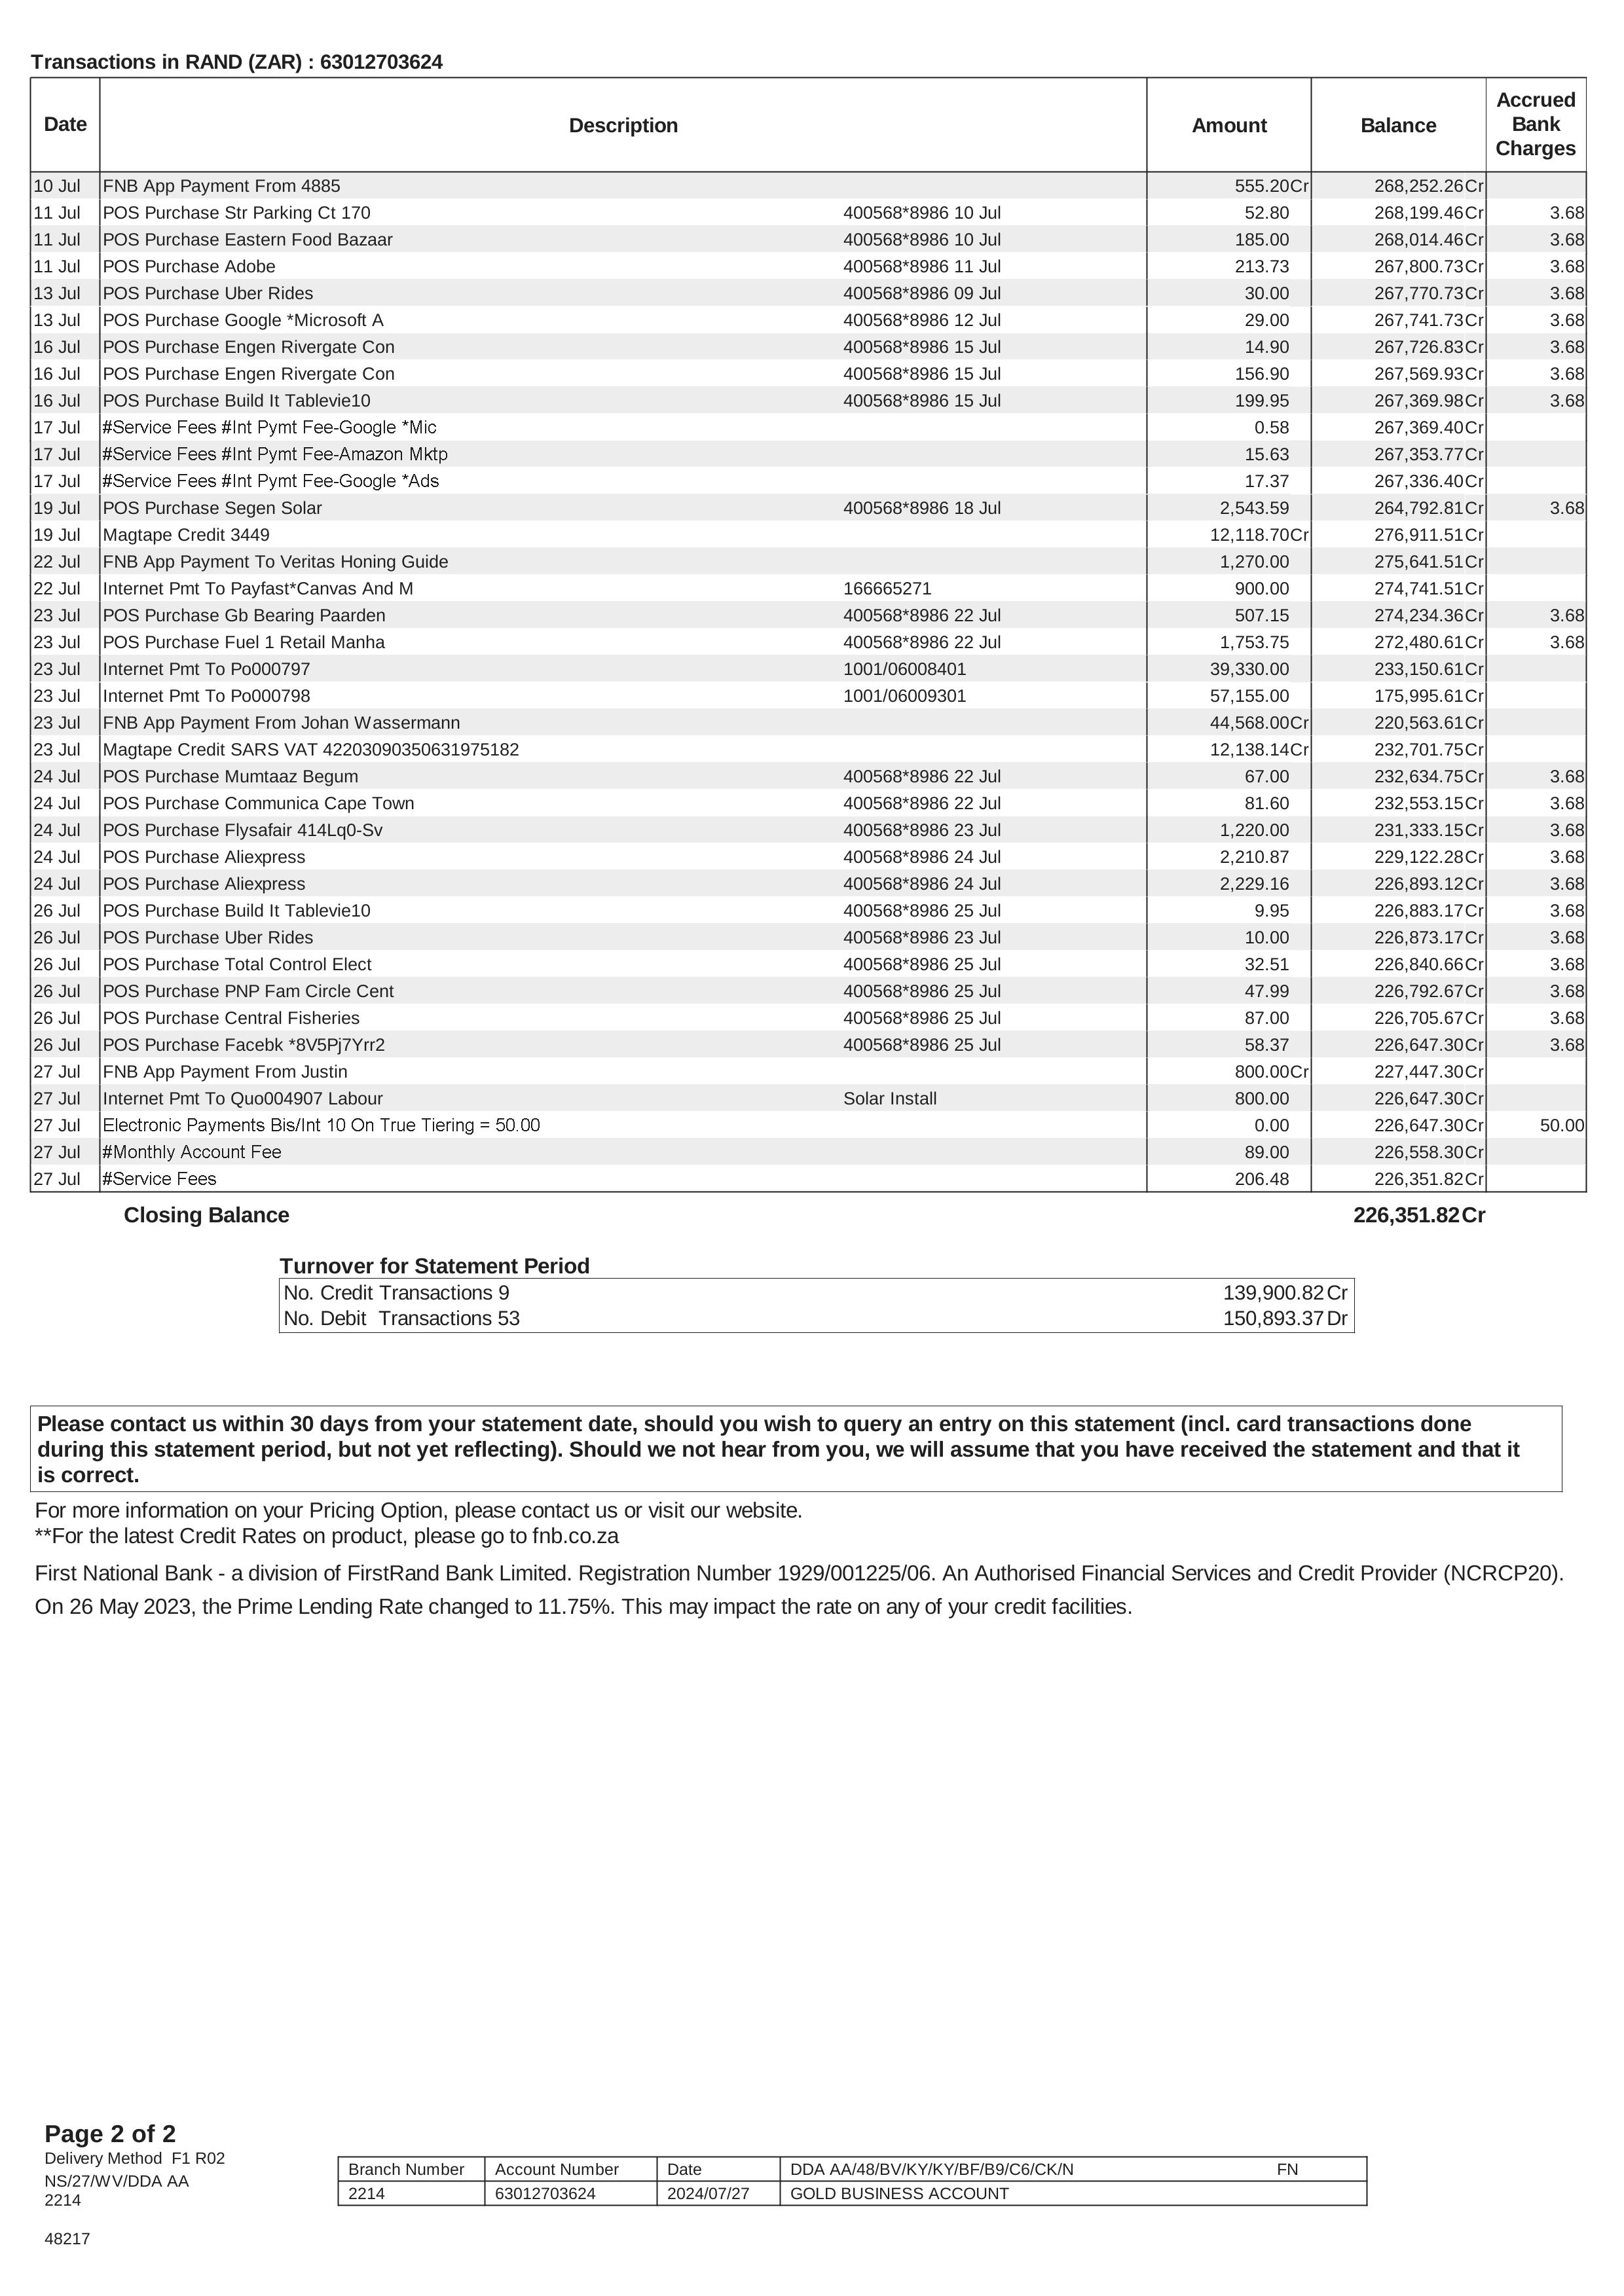 Transactions in RAND (ZAR) : 63012703624
Date Description Amount Balance Accrued Bank Charges
10 Jul FNB App Payment From 4885 555.20Cr 268,252.26Cr
11 Jul POS Purchase Str Parking Ct 170 400568*8986 10 Jul 52.80 268,199.46Cr 3.68
11 Jul POS Purchase Eastern Food Bazaar 400568*8986 10 Jul 185.00 268,014.46Cr 3.68
11 Jul POS Purchase Adobe 400568*8986 11 Jul 213.73 267,800.73Cr 3.68
13 Jul POS Purchase Uber Rides 400568*8986 09 Jul 30.00 267,770.73Cr 3.68
13 Jul POS Purchase Google *Microsoft A 400568*8986 12 Jul 29.00 267,741.73Cr 3.68
16 Jul POS Purchase Engen Rivergate Con 400568*8986 15 Jul 14.90 267,726.83Cr 3.68
16 Jul POS Purchase Engen Rivergate Con 400568*8986 15 Jul 156.90 267,569.93Cr 3.68
16 Jul POS Purchase Build It Tablevie10 400568*8986 15 Jul 199.95 267,369.98Cr 3.68
17 Jul #Service Fees #Int Pymt Fee-Google *Mic 0.58 267,369.40Cr
17 Jul #Service Fees #Int Pymt Fee-Amazon Mktp 15.63 267,353.77Cr
17 Jul #Service Fees #Int Pymt Fee-Google *Ads 17.37 267,336.40Cr
19 Jul POS Purchase Segen Solar 400568*8986 18 Jul 2,543.59 264,792.81Cr 3.68
19 Jul Magtape Credit 3449 12,118.70Cr 276,911.51Cr
22 Jul FNB App Payment To Veritas Honing Guide 1,270.00 275,641.51Cr
22 Jul Internet Pmt To Payfast*Canvas And M 166665271 900.00 274,741.51Cr
23 Jul POS Purchase Gb Bearing Paarden 400568*8986 22 Jul 507.15 274,234.36Cr 3.68
23 Jul POS Purchase Fuel 1 Retail Manha 400568*8986 22 Jul 1,753.75 272,480.61Cr 3.68
23 Jul Internet Pmt To Po000797 1001/06008401 39,330.00 233,150.61Cr
23 Jul Internet Pmt To Po000798 1001/06009301 57,155.00 175,995.61Cr
23 Jul FNB App Payment From Johan Wassermann 44,568.00Cr 220,563.61Cr
23 Jul Magtape Credit SARS VAT 42203090350631975182 12,138.14Cr 232,701.75Cr
24 Jul POS Purchase Mumtaaz Begum 400568*8986 22 Jul 67.00 232,634.75Cr 3.68
24 Jul POS Purchase Communica Cape Town 400568*8986 22 Jul 81.60 232,553.15Cr 3.68
24 Jul POS Purchase Flysafair 414Lq0-Sv 400568*8986 23 Jul 1,220.00 231,333.15Cr 3.68
24 Jul POS Purchase Aliexpress 400568*8986 24 Jul 2,210.87 229,122.28Cr 3.68
24 Jul POS Purchase Aliexpress 400568*8986 24 Jul 2,229.16 226,893.12Cr 3.68
26 Jul POS Purchase Build It Tablevie10 400568*8986 25 Jul 9.95 226,883.17Cr 3.68
26 Jul POS Purchase Uber Rides 400568*8986 23 Jul 10.00 226,873.17Cr 3.68
26 Jul POS Purchase Total Control Elect 400568*8986 25 Jul 32.51 226,840.66Cr 3.68
26 Jul POS Purchase PNP Fam Circle Cent 400568*8986 25 Jul 47.99 226,792.67Cr 3.68
26 Jul POS Purchase Central Fisheries 400568*8986 25 Jul 87.00 226,705.67Cr 3.68
26 Jul POS Purchase Facebk *8V5Pj7Yrr2 400568*8986 25 Jul 58.37 226,647.30Cr 3.68
27 Jul FNB App Payment From Justin 800.00Cr 227,447.30Cr
27 Jul Internet Pmt To Quo004907 Labour Solar Install 800.00 226,647.30Cr
27 Jul Electronic Payments Bis/Int 10 On True Tiering = 50.00 0.00 226,647.30Cr 50.00
27 Jul #Monthly Account Fee 89.00 226,558.30Cr
27 Jul #Service Fees 206.48 226,351.82Cr
Closing Balance 226,351.82Cr
Turnover for Statement Period
No. Credit Transactions 9 139,900.82Cr
No. Debit Transactions 53 150,893.37Dr
Please contact us within 30 days from your statement date, should you wish to query an entry on this statement (incl. card transactions done
during this statement period, but not yet reflecting). Should we not hear from you, we will assume that you have received the statement and that it
is correct.
For more information on your Pricing Option, please contact us or visit our website.
**For the latest Credit Rates on product, please go to fnb.co.za
First National Bank - a division of FirstRand Bank Limited. Registration Number 1929/001225/06. An Authorised Financial Services and Credit Provider (NCRCP20).
On 26 May 2023, the Prime Lending Rate changed to 11.75%. This may impact the rate on any of your credit facilities.
Page 2 of 2
Delivery Method F1 R02
NS/27/WV/DDA AA
2214
48217
Branch Number Account Number Date DDA AA/48/BV/KY/KY/BF/B9/C6/CK/N FN
2214 63012703624 2024/07/27 GOLD BUSINESS ACCOUNT